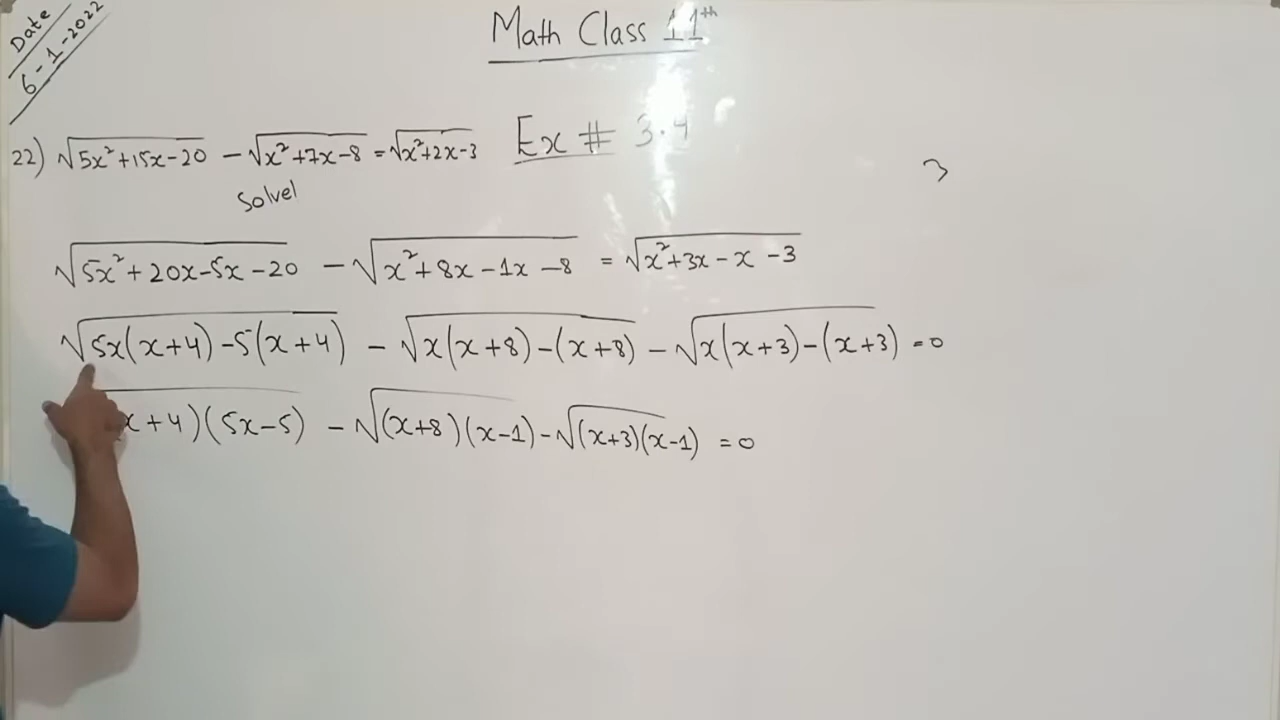 Date
6-1-2022
Math Class 11th
Ex # 3.4
22) √5x²+15x-20 - √x²+7x-8 = √x²+2x-3
Solvel
3
√5x²+20x-5x-20 - √x²+8x-1x-8 = √x²+3x-x-3
√5x(x+4)-5(x+4) - √x(x+8)-(x+8) - √x(x+3)-(x+3) =0
x+4)(5x-5) - √(x+8)(x-1) - √(x+3)(x-1) =0